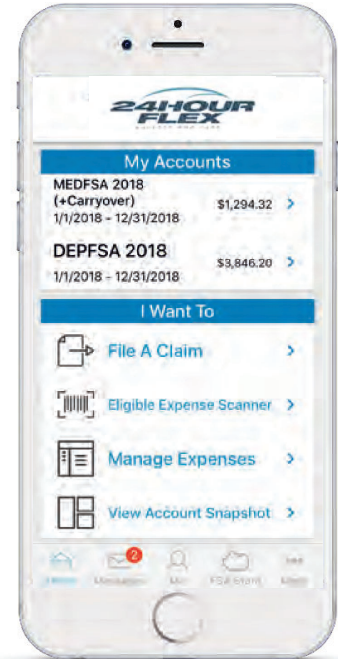 24HOUR
FLEX
My Accounts
MEDFSA 2018
(+Carryover)
1/1/2018 - 12/31/2018
$1,294.32
DEPFSA 2018
1/1/2018 - 12/31/2018
$3,846.20
I Want To
File A Claim
Eligible Expense Scanner
Manage Expenses
View Account Snapshot
2
Home Messages Me FSA Store More